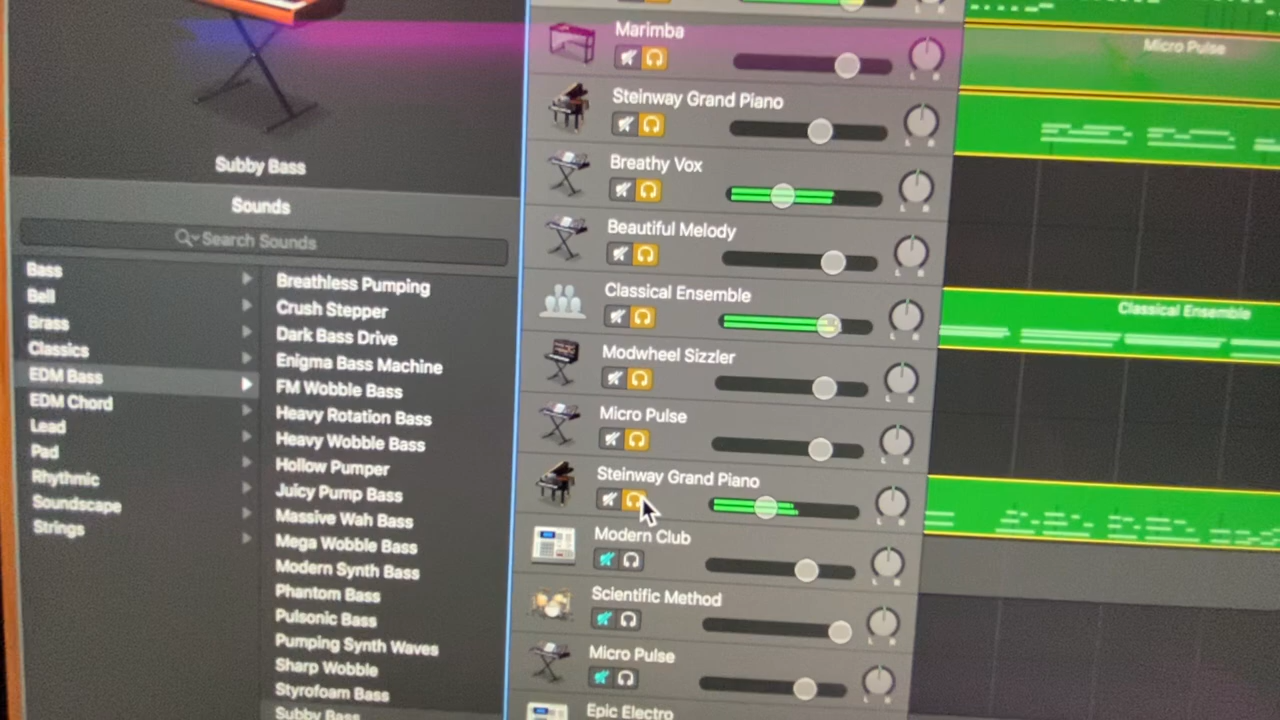 Subby Bass
Sounds
Search Sounds
Bass
Bell
Brass
Classics
EDM Bass
EDM Chord
Lead
Pad
Rhythmic
Soundscape
Strings
Breathless Pumping
Crush Stepper
Dark Bass Drive
Enigma Bass Machine
FM Wobble Bass
Heavy Rotation Bass
Heavy Wobble Bass
Hollow Pumper
Juicy Pump Bass
Massive Wah Bass
Mega Wobble Bass
Modern Synth Bass
Phantom Bass
Pulsonic Bass
Pumping Synth Waves
Sharp Wobble
Styrofoam Bass
Subby Bass
Marimba
L R
Steinway Grand Piano
L R
Breathy Vox
L R
Beautiful Melody
L R
Classical Ensemble
L R
Modwheel Sizzler
L R
Micro Pulse
L R
Steinway Grand Piano
L R
Modern Club
L R
Scientific Method
L R
Micro Pulse
L R
Epic Electro
Micro Pulse
Classical Ensemble